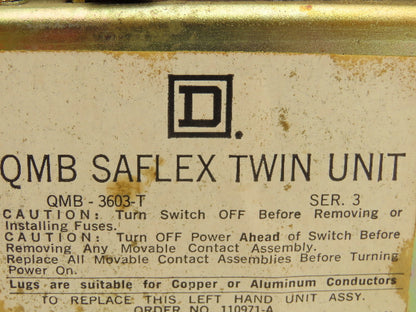 D.
QMB SAFLEX TWIN UNIT
QMB - 3603-T SER. 3
CAUTION: Turn Switch OFF Before Removing or
Installing Fuses.
CAUTION: Turn OFF Power Ahead of Switch Before
Removing Any Movable Contact Assembly.
Replace All Movable Contact Assemblies Before Turning
Power On.
Lugs are suitable for Copper or Aluminum Conductors
TO REPLACE THIS LEFT HAND UNIT ASSY.
ORDER NO. 110971-A